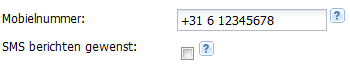 Mobielnummer: +31 6 12345678 ?
SMS berichten gewenst: ?